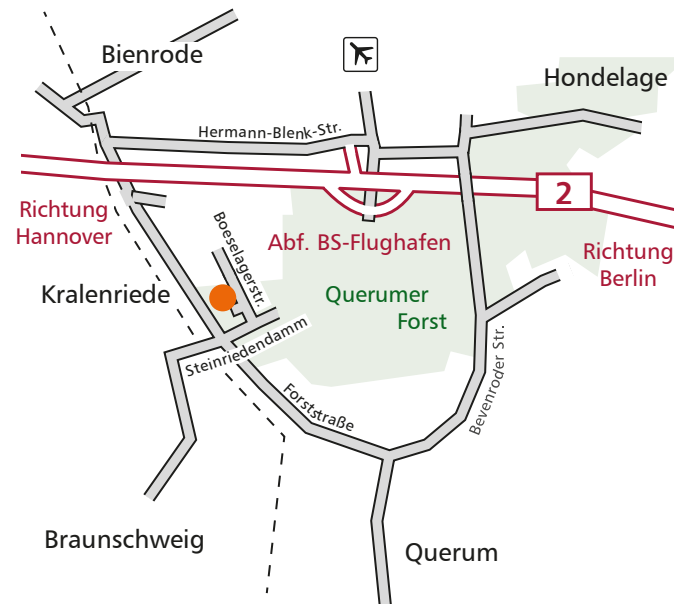 Bienrode
Hondelage
Hermann-Blenk-Str.
2
Richtung
Hannover
Boeselagerstr.
Abf. BS-Flughafen
Richtung
Berlin
Kralenriede
Querumer
Forst
Steinriedendamm
Bevenroder Str.
Forststraße
Braunschweig
Querum